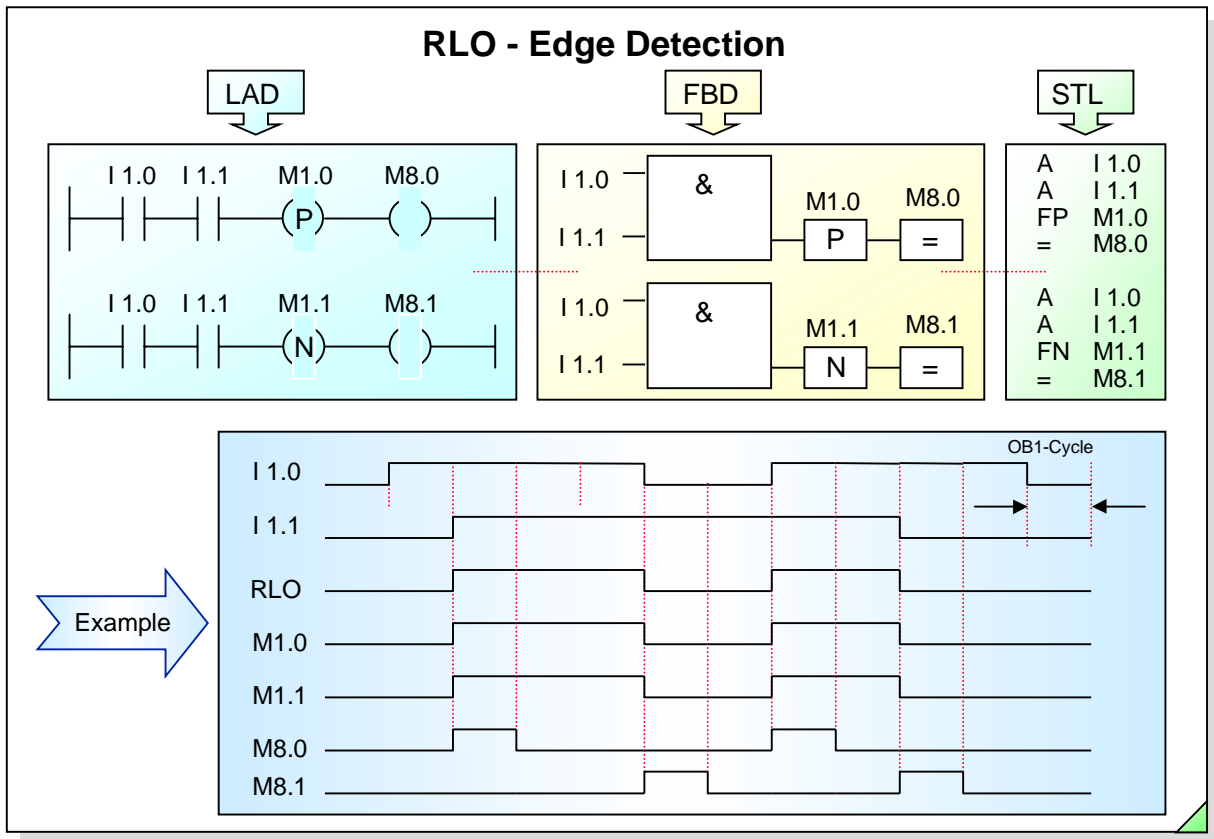 RLO - Edge Detection
LAD
FBD
STL
I 1.0 I 1.1 M1.0 M8.0
P
I 1.0 I 1.1 M1.1 M8.1
N
I 1.0
&
M1.0 M8.0
I 1.1
P =
I 1.0
&
M1.1 M8.1
I 1.1
N =
A I 1.0
A I 1.1
FP M1.0
= M8.0
A I 1.0
A I 1.1
FN M1.1
= M8.1
Example
OB1-Cycle
I 1.0
I 1.1
RLO
M1.0
M1.1
M8.0
M8.1